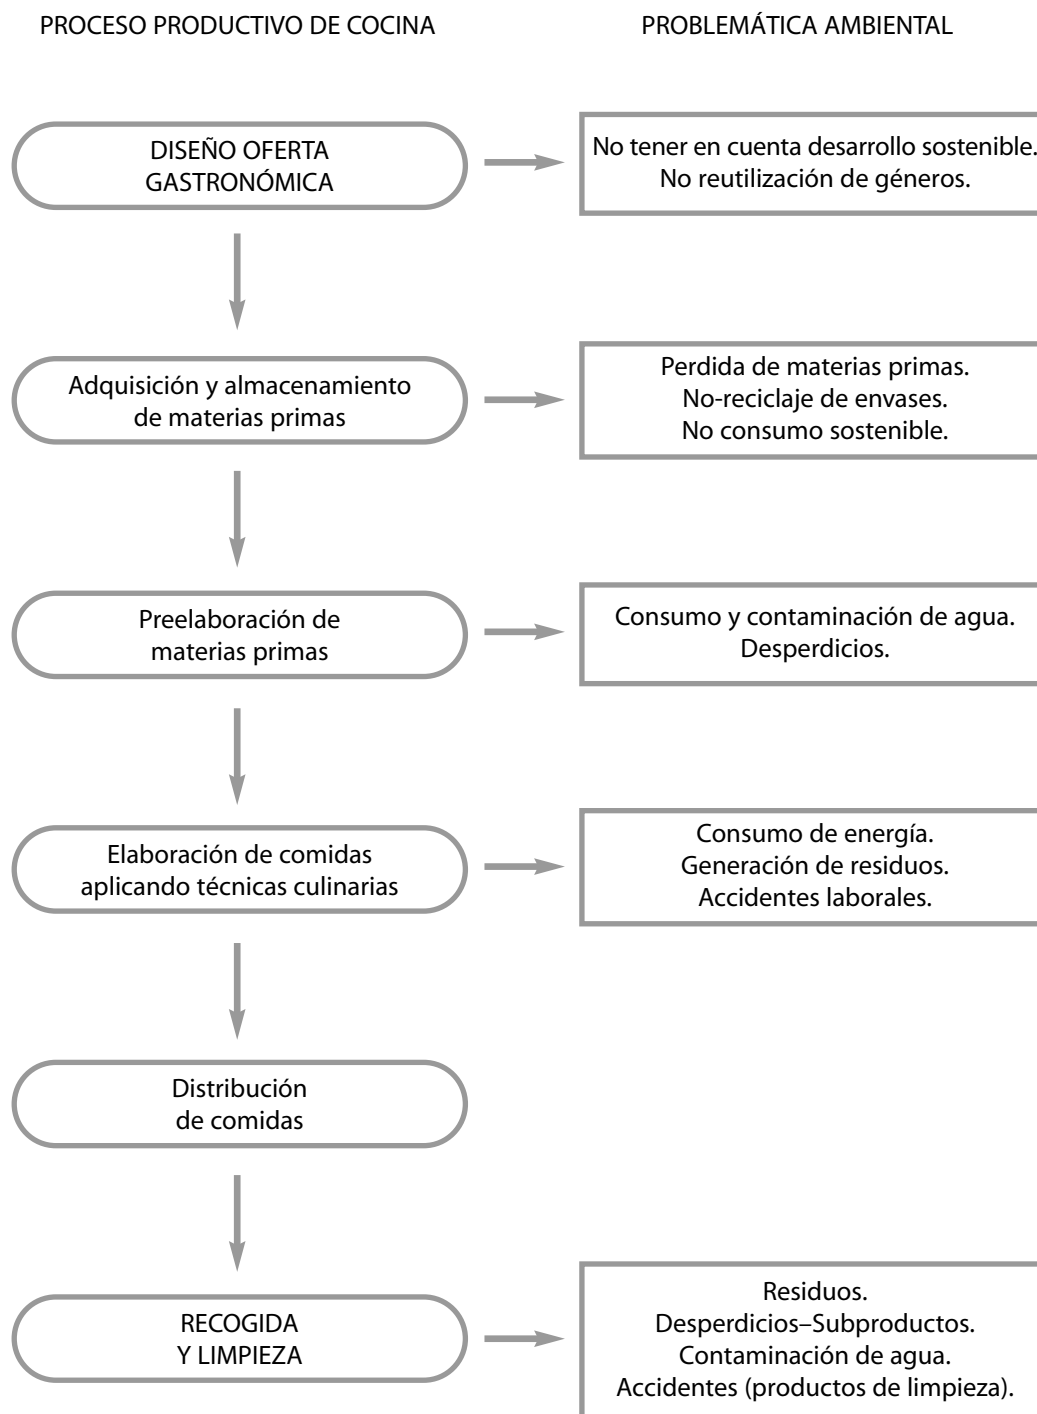 PROCESO PRODUCTIVO DE COCINA
PROBLEMÁTICA AMBIENTAL
DISEÑO OFERTA
GASTRONÓMICA
No tener en cuenta desarrollo sostenible.
No reutilización de géneros.
Adquisición y almacenamiento
de materias primas
Perdida de materias primas.
No-reciclaje de envases.
No consumo sostenible.
Preelaboración de
materias primas
Consumo y contaminación de agua.
Desperdicios.
Elaboración de comidas
aplicando técnicas culinarias
Consumo de energía.
Generación de residuos.
Accidentes laborales.
Distribución
de comidas
RECOGIDA
Y LIMPIEZA
Residuos.
Desperdicios–Subproductos.
Contaminación de agua.
Accidentes (productos de limpieza).